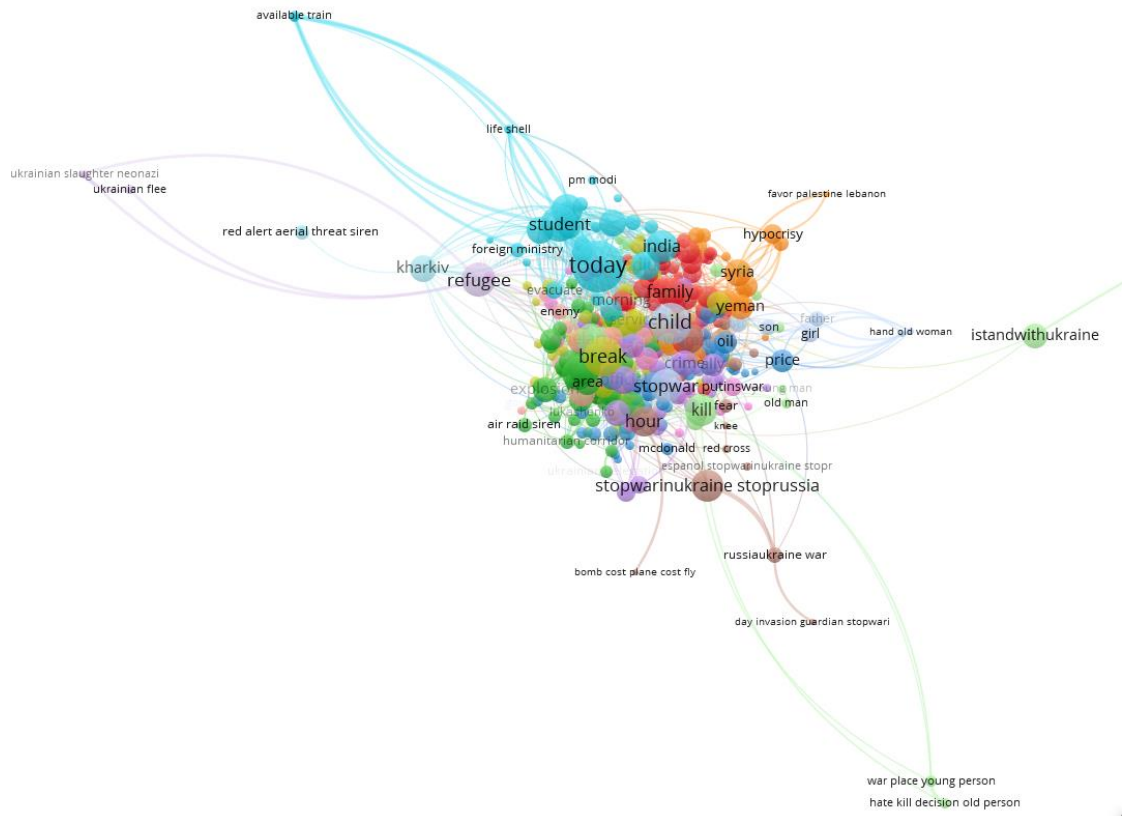 available train
life shell
ukrainian slaughter neonazi
ukrainian flee
pm modi
favor palestine lebanon
student
red alert aerial threat siren
hypocrisy
foreign ministry
india
today
kharkiv
syria
refugee
evacuate
family
morning
yeman
enemy
child
father
son
girl
hand old woman
istandwithukraine
oil
break
price
crime
area
stopwar
putinswar
explosion
old man
kill
fear
lukashenko
hour
air raid siren
knee
humanitarian corridor
mcdonald
red cross
espanol stopwarinukraine stopr
stopwarinukraine stoprussia
russiaukraine war
bomb cost plane cost fly
day invasion guardian stopwari
war place young person
hate kill decision old person